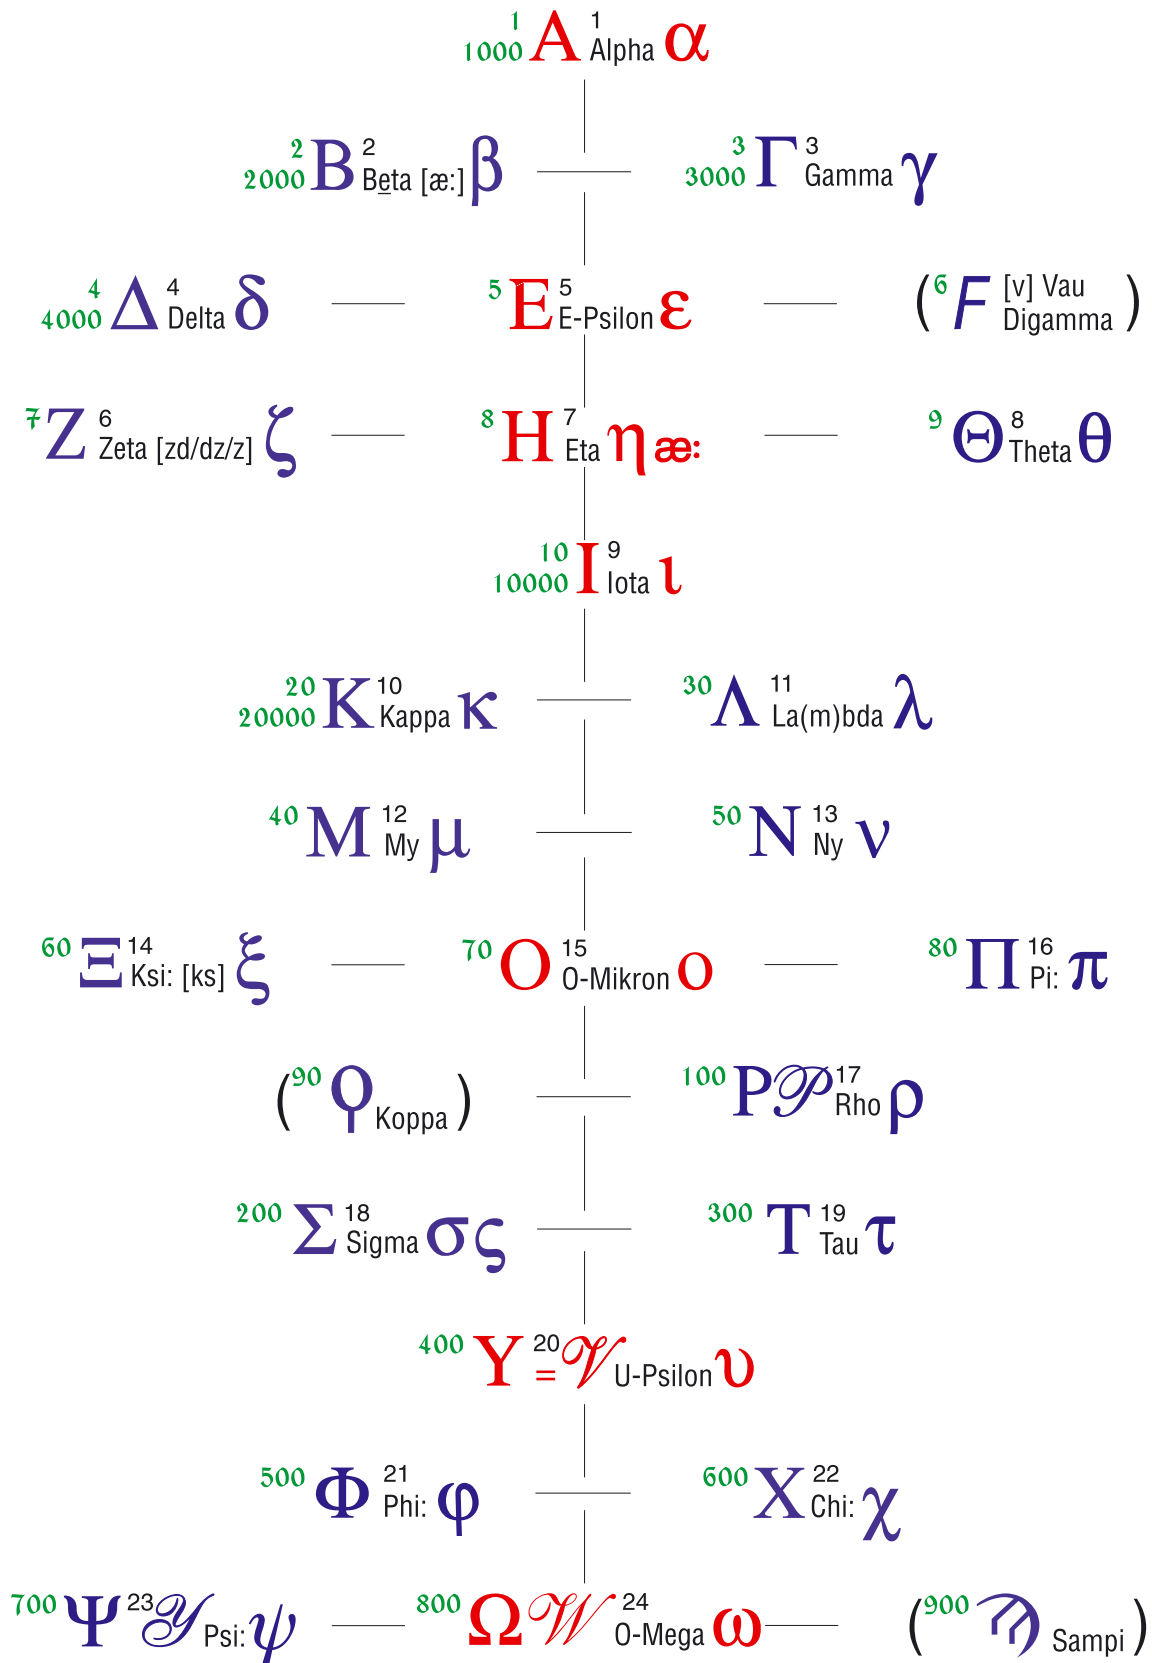 1 1000 Α 1 Alpha α
2 2000 Β 2 Beta [æ:] β 3 3000 Γ 3 Gamma γ
4 4000 Δ 4 Delta δ 5 Ε 5 E-Psilon ε (6 F [v] Vau Digamma)
7 Ζ 6 Zeta [zd/dz/z] ζ 8 Η 7 Eta η æ: 9 Θ 8 Theta θ
10 10000 Ι 9 Iota ι
20 20000 Κ 10 Kappa κ 30 Λ 11 La(m)bda λ
40 Μ 12 My μ 50 Ν 13 Ny ν
60 Ξ 14 Ksi: [ks] ξ 70 Ο 15 O-Mikron ο 80 Π 16 Pi: π
(90 Ϙ Koppa) 100 Ρ 𝒫 17 Rho ρ
200 Σ 18 Sigma σς 300 Τ 19 Tau τ
400 Υ 20 = 𝒱 U-Psilon υ
500 Φ 21 Phi: φ 600 Χ 22 Chi: χ
700 Ψ 23 𝒴 Psi: ψ 800 Ω 𝒲 24 O-Mega ω (900 ϡ Sampi)